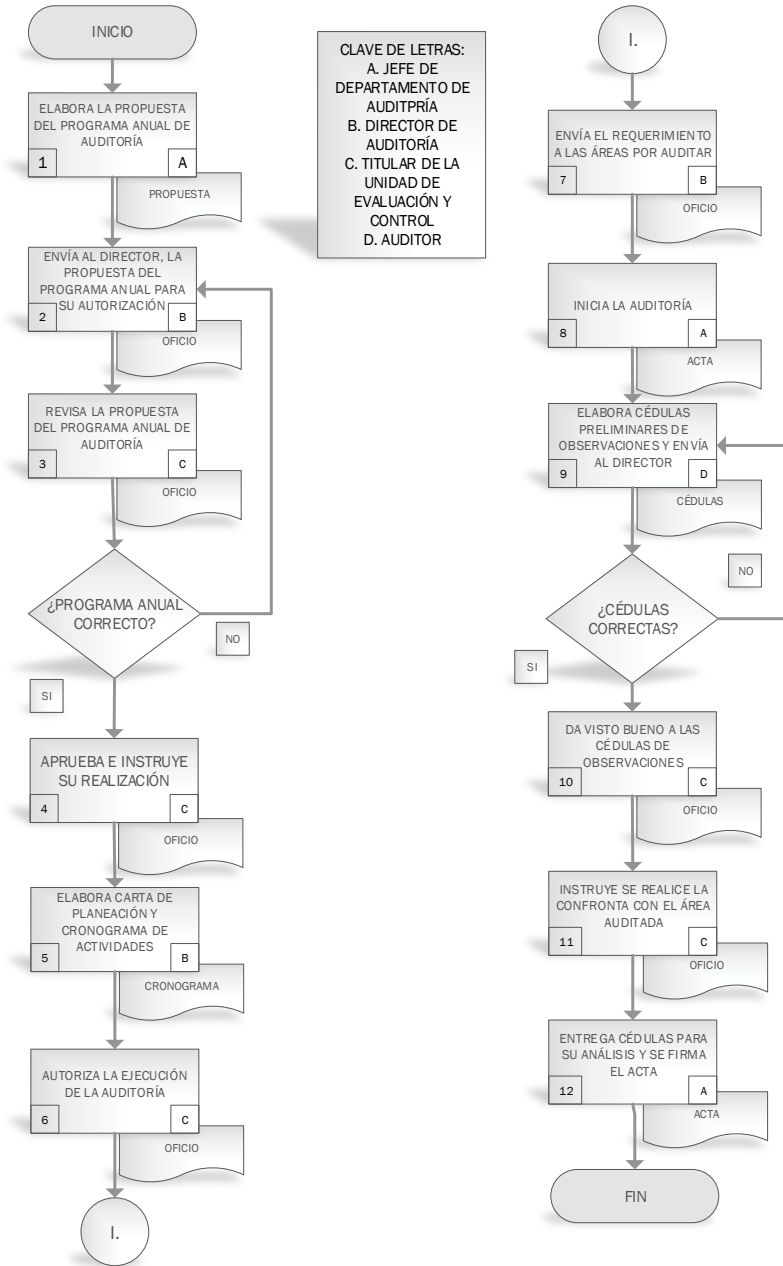 INICIO
ELABORA LA PROPUESTA
DEL PROGRAMA ANUAL DE
AUDITORÍA
1 A
PROPUESTA
ENVÍA AL DIRECTOR, LA
PROPUESTA DEL
PROGRAMA ANUAL PARA
SU AUTORIZACIÓN
2 B
OFICIO
REVISA LA PROPUESTA
DEL PROGRAMA ANUAL DE
AUDITORÍA
3 C
OFICIO
¿PROGRAMA ANUAL
CORRECTO?
NO
SI
APRUEBA E INSTRUYE
SU REALIZACIÓN
4 C
OFICIO
ELABORA CARTA DE
PLANEACIÓN Y
CRONOGRAMA DE
ACTIVIDADES
5 B
CRONOGRAMA
AUTORIZA LA EJECUCIÓN
DE LA AUDITORÍA
6 C
OFICIO
I.
CLAVE DE LETRAS:
A. JEFE DE
DEPARTAMENTO DE
AUDITPRÍA
B. DIRECTOR DE
AUDITORÍA
C. TITULAR DE LA
UNIDAD DE
EVALUACIÓN Y
CONTROL
D. AUDITOR
I.
ENVÍA EL REQUERIMIENTO
A LAS ÁREAS POR AUDITAR
7 B
OFICIO
INICIA LA AUDITORÍA
8 A
ACTA
ELABORA CÉDULAS
PRELIMINARES DE
OBSERVACIONES Y ENVÍA
AL DIRECTOR
9 D
CÉDULAS
NO
¿CÉDULAS
CORRECTAS?
SI
DA VISTO BUENO A LAS
CÉDULAS DE
OBSERVACIONES
10 C
OFICIO
INSTRUYE SE REALICE LA
CONFRONTA CON EL ÁREA
AUDITADA
11 C
OFICIO
ENTREGA CÉDULAS PARA
SU ANÁLISIS Y SE FIRMA
EL ACTA
12 A
ACTA
FIN